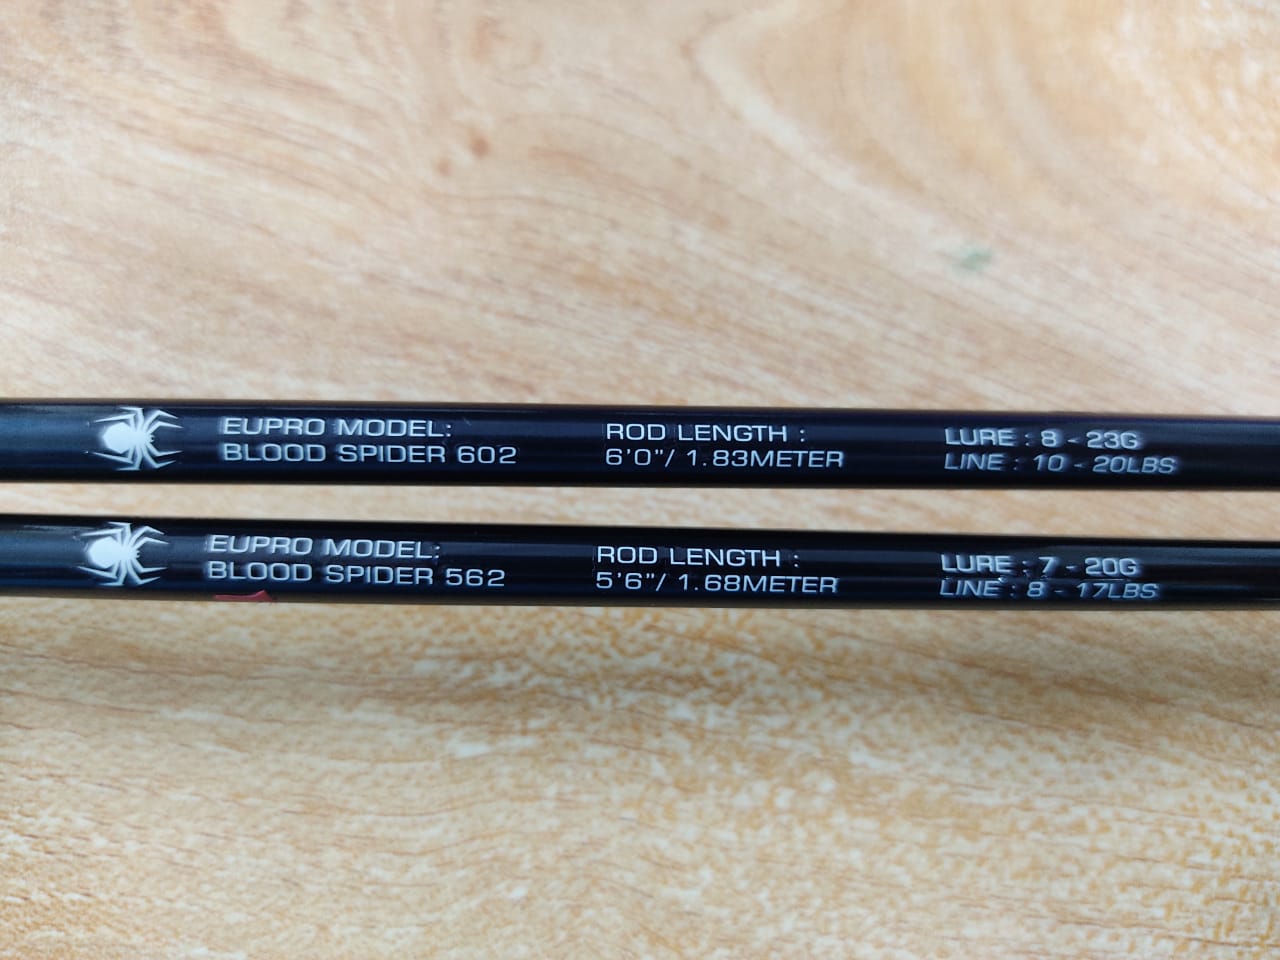 EUPRO MODEL:
BLOOD SPIDER 602
ROD LENGTH :
6'0"/ 1.83METER
LURE : 8 - 23G
LINE : 10 - 20LBS
EUPRO MODEL:
BLOOD SPIDER 562
ROD LENGTH :
5'6"/ 1.68METER
LURE : 7 - 20G
LINE : 8 - 17LBS